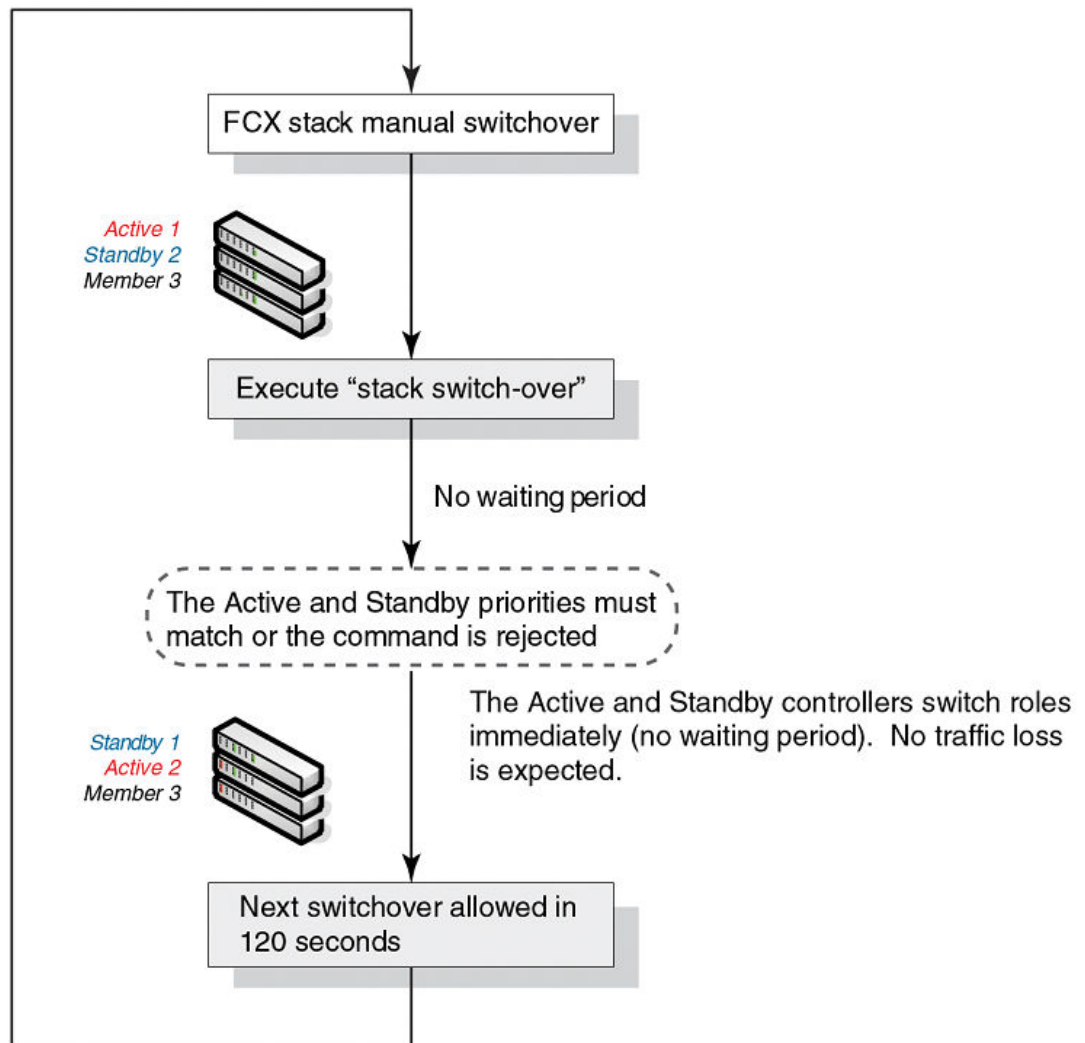 FCX stack manual switchover
Active 1
Standby 2
Member 3
Execute “stack switch-over”
No waiting period
The Active and Standby priorities must
match or the command is rejected
The Active and Standby controllers switch roles
immediately (no waiting period).  No traffic loss
is expected.
Standby 1
Active 2
Member 3
Next switchover allowed in
120 seconds